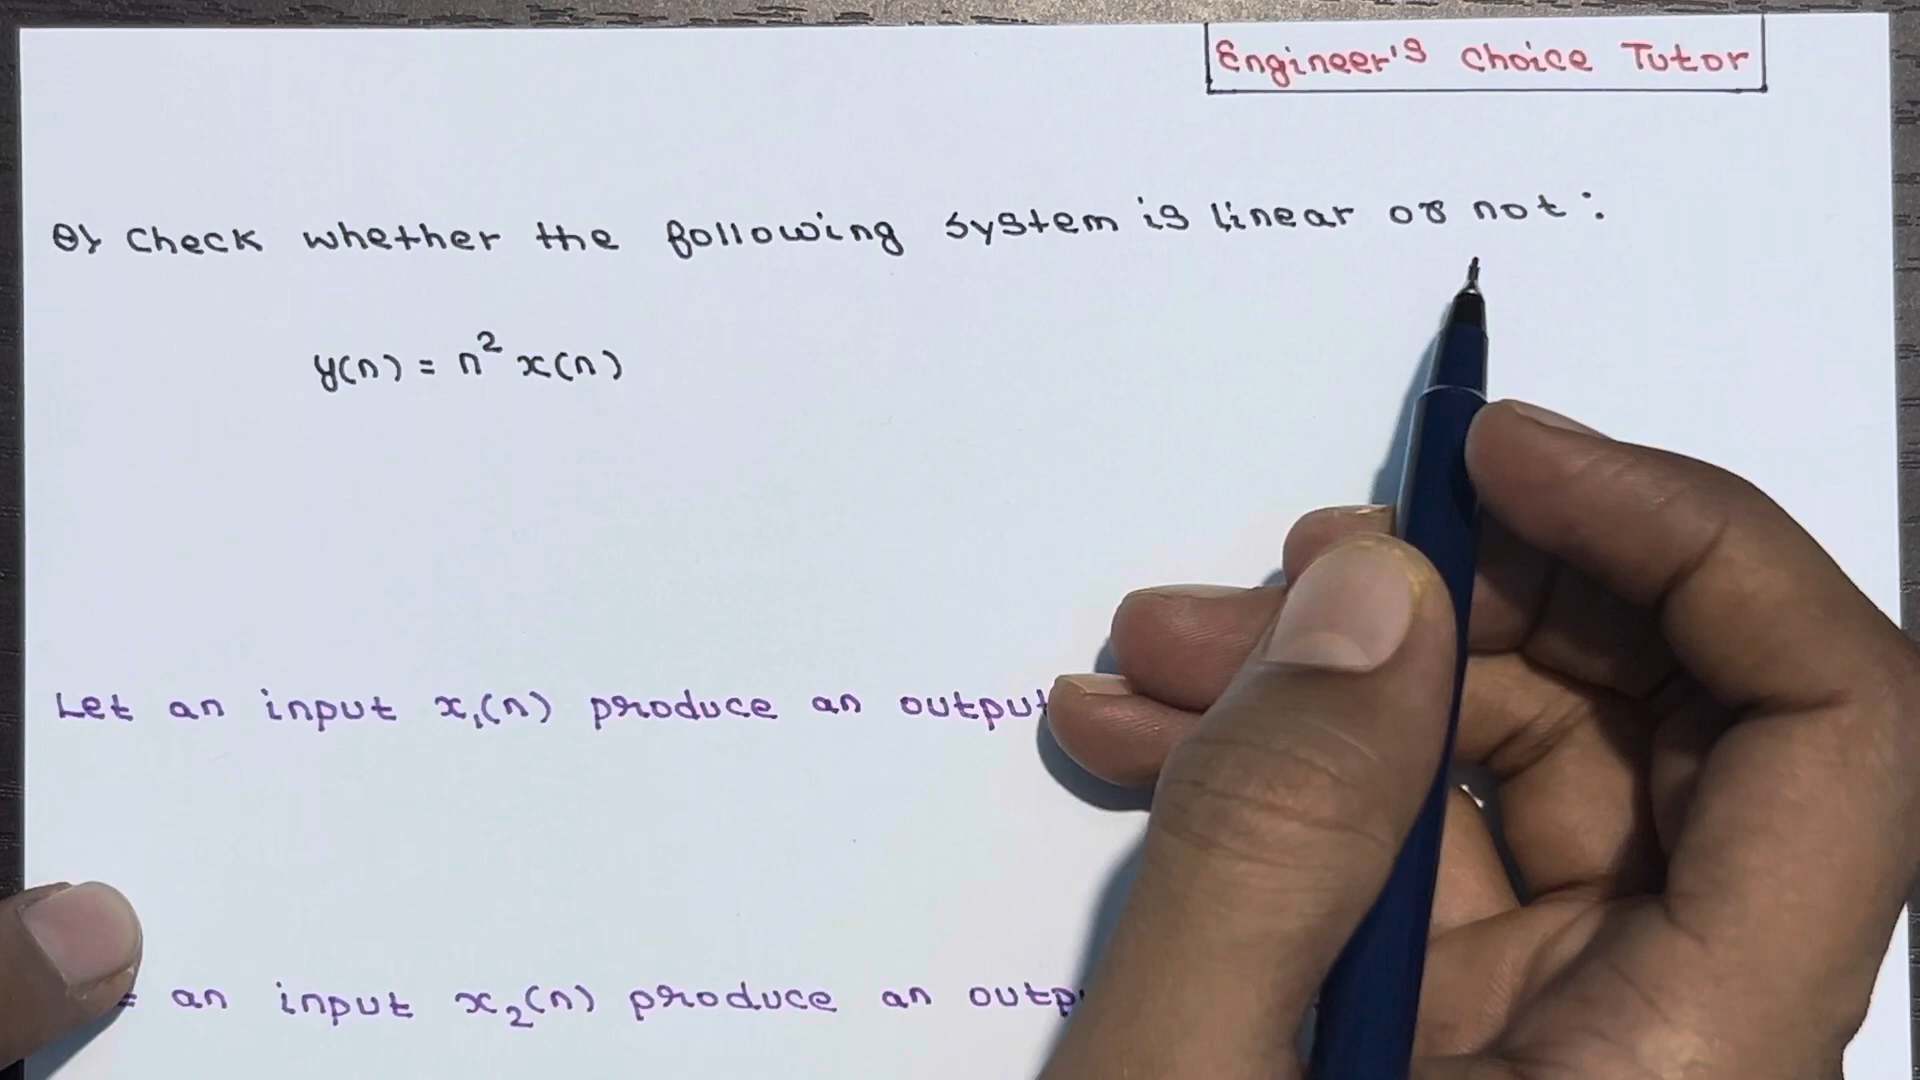 Engineer's Choice Tutor
Q) Check whether the following system is linear or not:
y(n) = n² x(n)
Let an input x₁(n) produce an output
an input x₂(n) produce an